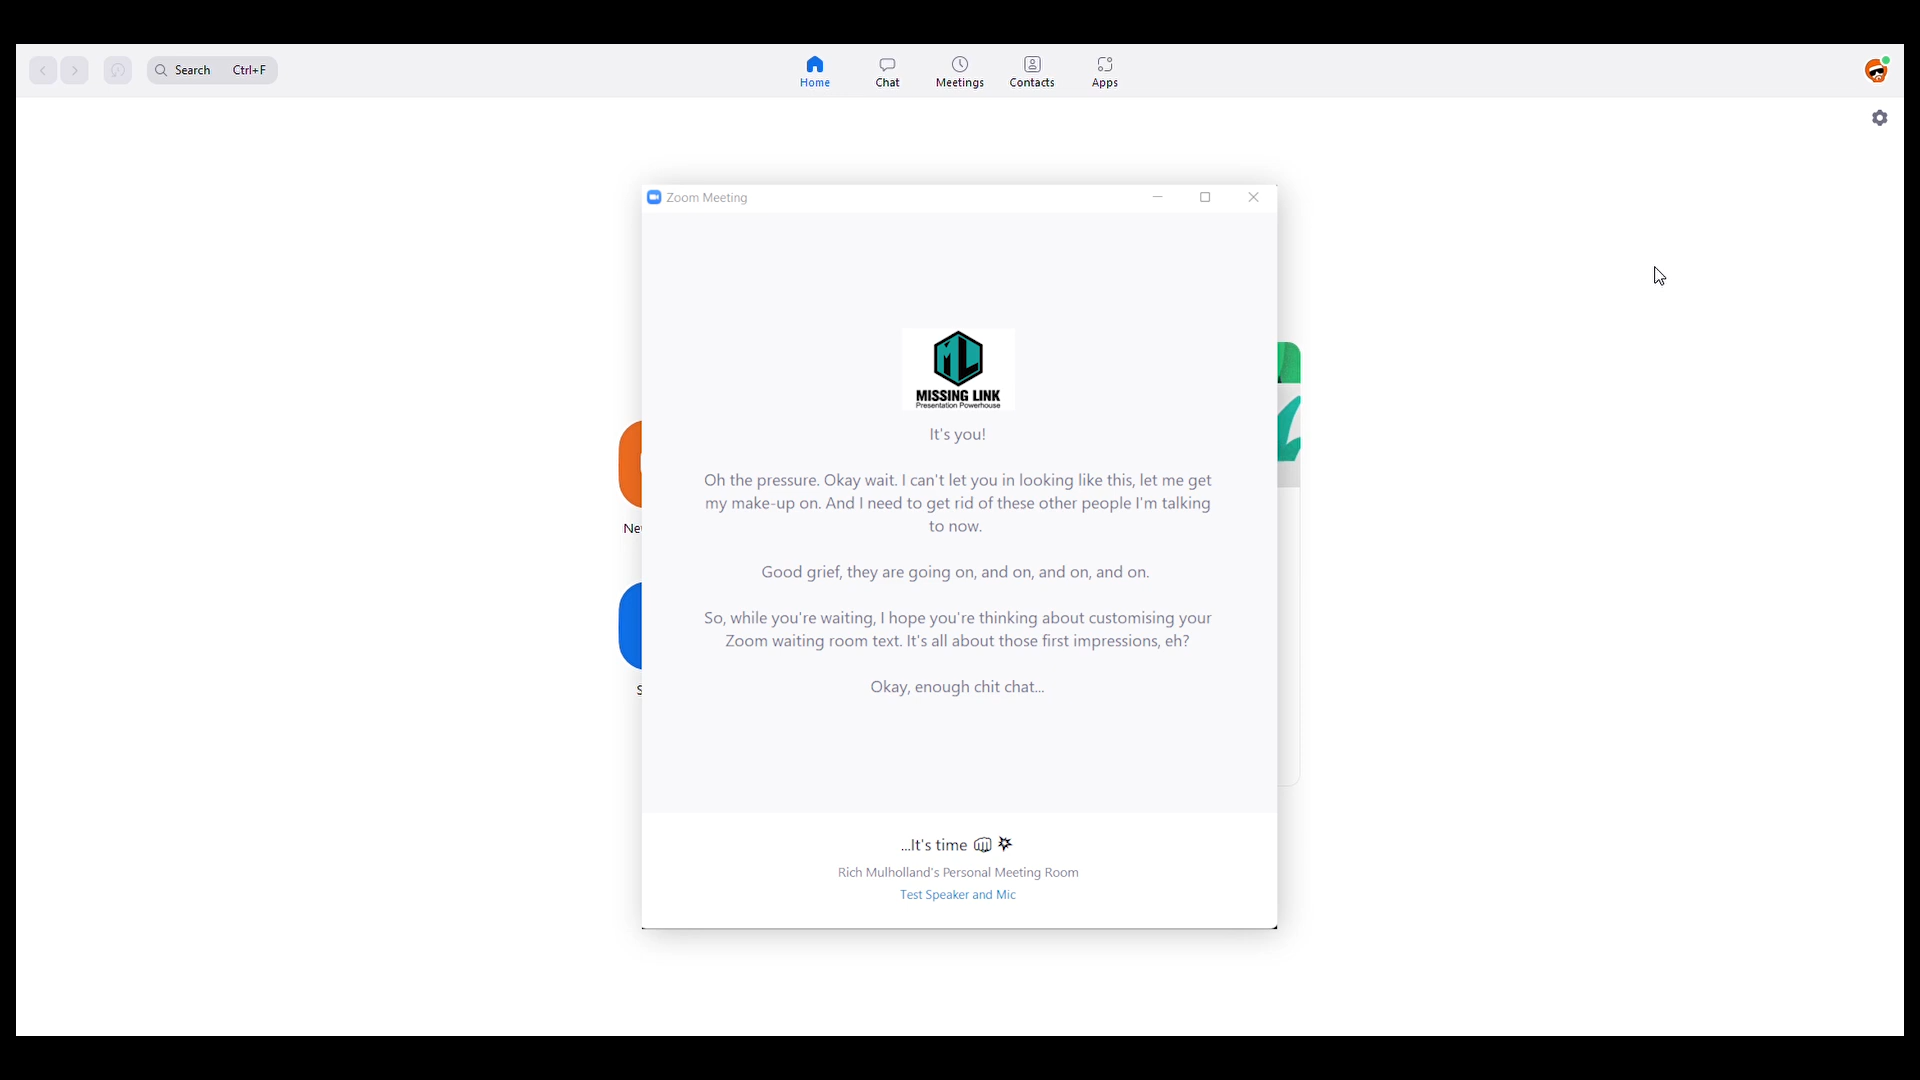 Search Ctrl+F
Home
Chat
Meetings
Contacts
Apps
Zoom Meeting
ML
MISSING LINK
Presentation Powerhouse
It's you!
Oh the pressure. Okay wait. I can't let you in looking like this, let me get
my make-up on. And I need to get rid of these other people I'm talking
to now.
Good grief, they are going on, and on, and on, and on.
So, while you're waiting, I hope you're thinking about customising your
Zoom waiting room text. It's all about those first impressions, eh?
Okay, enough chit chat...
...It's time 👊 💥
Rich Mulholland's Personal Meeting Room
Test Speaker and Mic